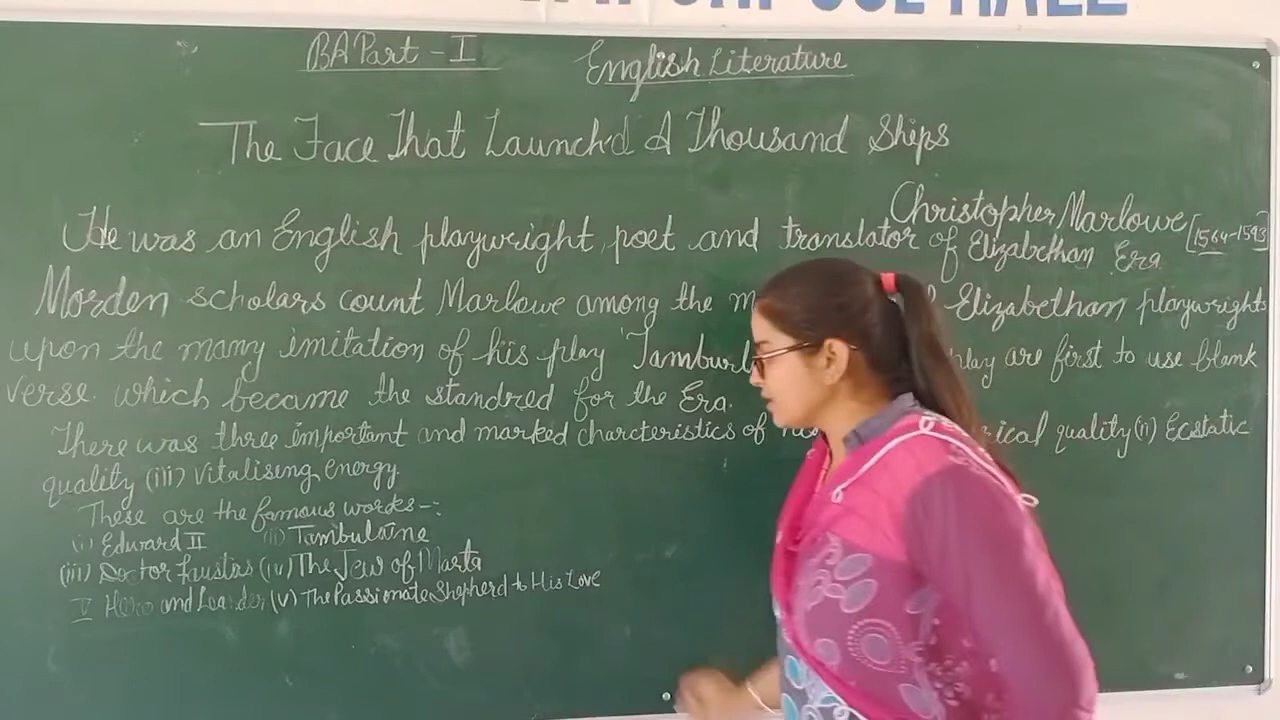 HALL
BA Part - I
English Literature
The Face That Launch'd A Thousand Ships
Christopher Marlowe [1564-1593]
He was an English playwright, poet and translator of Elizabethan Era
Morden scholars count Marlowe among the Elizabethan playwrights
upon the many imitation of his play play are first to use blank
verse. which became the standred for the Era.
There was three important and marked charcteristics of quality (ii) Ecstatic
quality (iii) Vitalising Energy
These are the famous works -:
(i) Edward II (ii) Tambulaine
(iii) Doctor Faustus (iv) The Jew of Marta
V Hero and Leander (v) The Passionate Shepherd to His Love